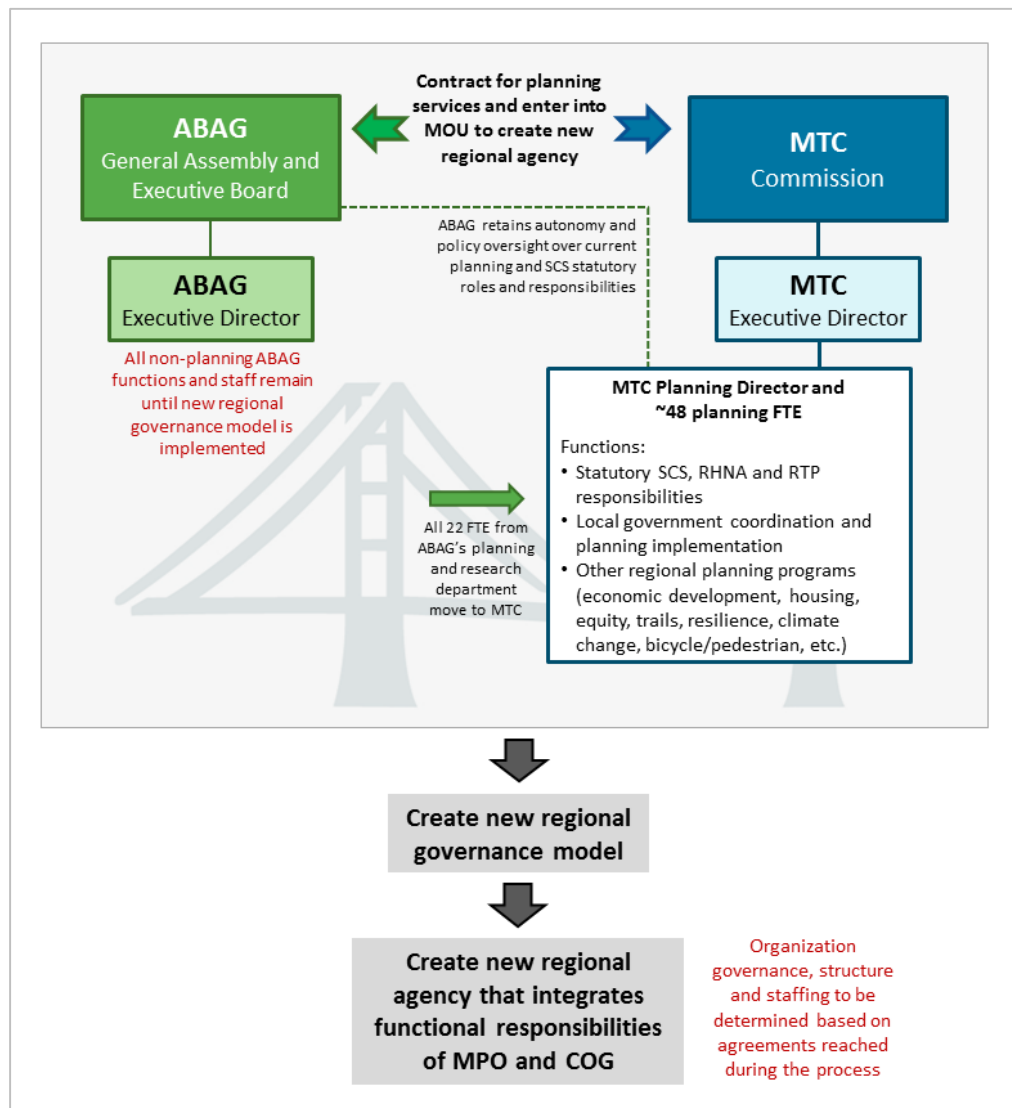 Contract for planning
services and enter into
MOU to create new
regional agency
ABAG
General Assembly and
Executive Board
MTC
Commission
ABAG retains autonomy and
policy oversight over current
planning and SCS statutory
roles and responsibilities
ABAG
Executive Director
MTC
Executive Director
All non-planning ABAG
functions and staff remain
until new regional
governance model is
implemented
MTC Planning Director and
~48 planning FTE
Functions:
• Statutory SCS, RHNA and RTP
responsibilities
• Local government coordination and
planning implementation
• Other regional planning programs
(economic development, housing,
equity, trails, resilience, climate
change, bicycle/pedestrian, etc.)
All 22 FTE from
ABAG's planning
and research
department
move to MTC
Create new regional
governance model
Create new regional
agency that integrates
functional responsibilities
of MPO and COG
Organization
governance, structure
and staffing to be
determined based on
agreements reached
during the process